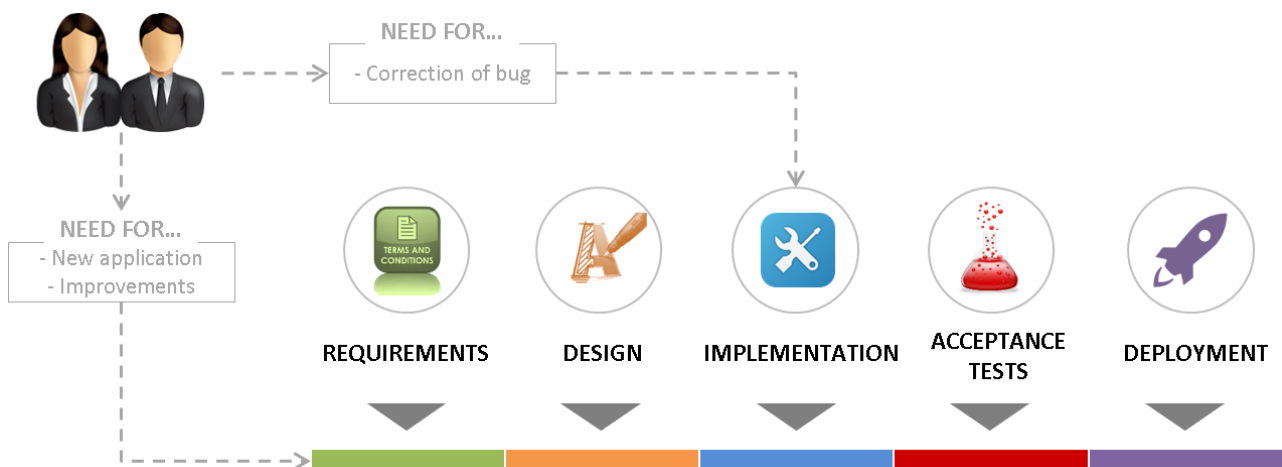 NEED FOR...
- Correction of bug
NEED FOR...
- New application
- Improvements
TERMS AND
CONDITIONS
REQUIREMENTS
DESIGN
IMPLEMENTATION
ACCEPTANCE
TESTS
DEPLOYMENT